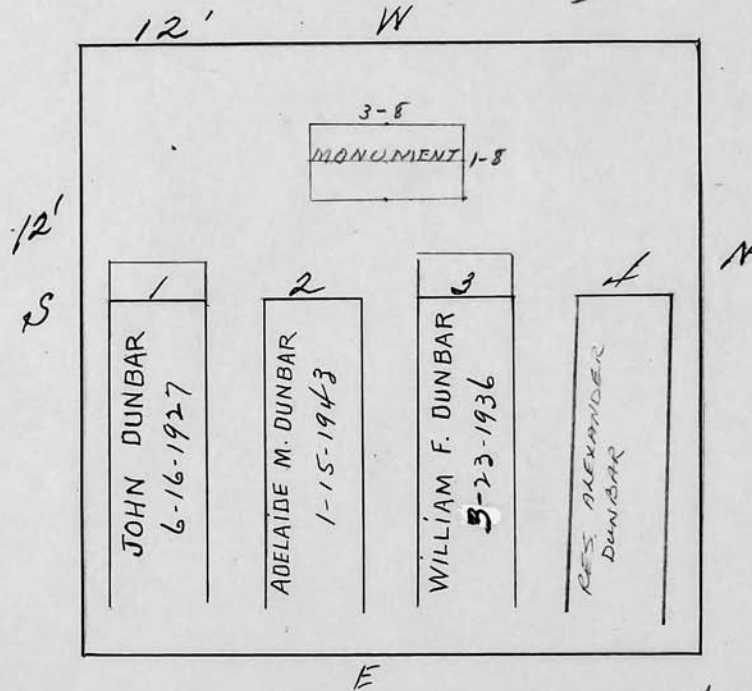 12' W
3-8
MONUMENT 1-8
12'
S
N
1
2
3
4
JOHN DUNBAR
6-16-1927
ADELAIDE M. DUNBAR
1-15-1943
WILLIAM F. DUNBAR
3-23-1936
RES. ALEXANDER
DUNBAR
E